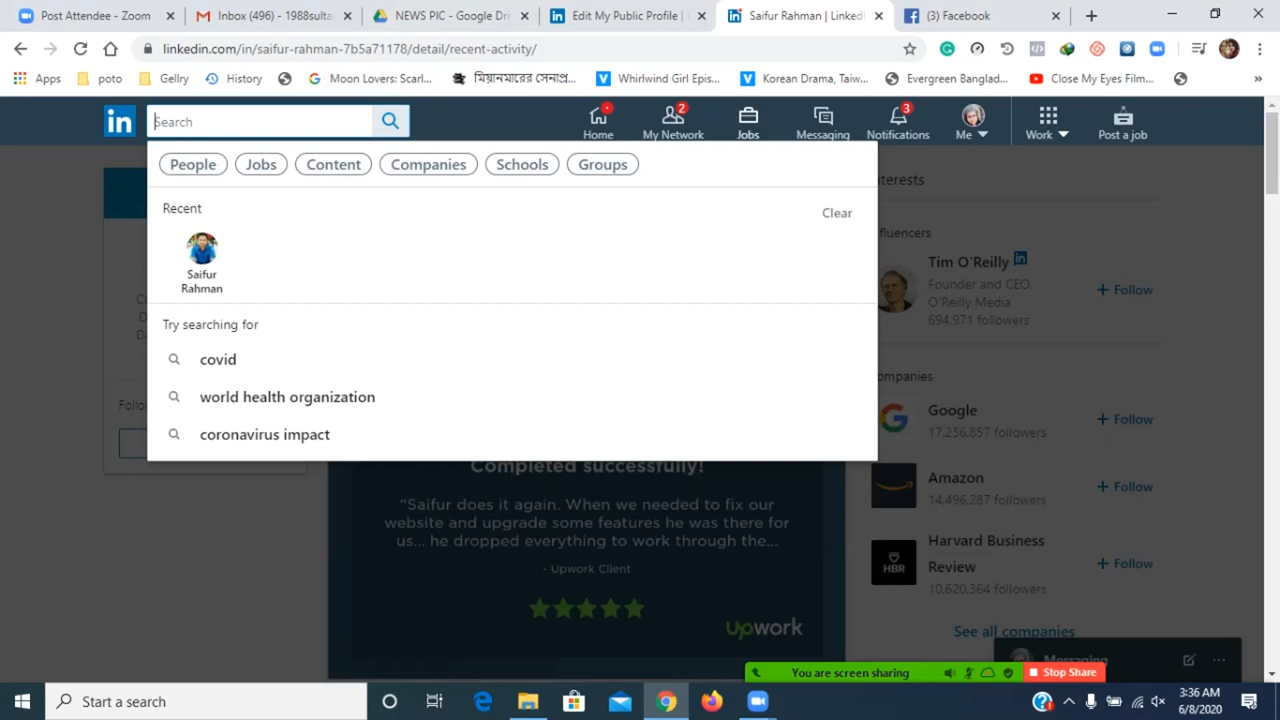 Post Attendee - Zoom
Inbox (496) - 1988sulta
NEWS PIC - Google Dri
Edit My Public Profile |
Saifur Rahman | Linked
(3) Facebook
linkedin.com/in/saifur-rahman-7b5a71178/detail/recent-activity/
Apps
poto
Gellry
History
Moon Lovers: Scarl...
মিয়ানমারের সেনাপ্র...
Whirlwind Girl Epis...
Korean Drama, Taiw...
Evergreen Banglad...
Close My Eyes Film...
»
in
Search
Home
2
My Network
Jobs
Messaging
3
Notifications
Me
Work
Post a job
People
Jobs
Content
Companies
Schools
Groups
Recent
Clear
Saifur
Rahman
Try searching for
covid
world health organization
coronavirus impact
nterests
nfluencers
Tim O'Reilly in
Founder and CEO,
O'Reilly Media
694,971 followers
+ Follow
ompanies
Google
17,256,857 followers
+ Follow
Amazon
14,496,287 followers
+ Follow
HBR
Harvard Business
Review
10,620,364 followers
+ Follow
See all companies
Follo
Completed successfully!
“Saifur does it again. When we needed to fix our
website and upgrade some features he was there for
us... he dropped everything to work through the...
- Upwork Client
upwork
Messaging
You are screen sharing
Stop Share
Start a search
3:36 AM
6/8/2020